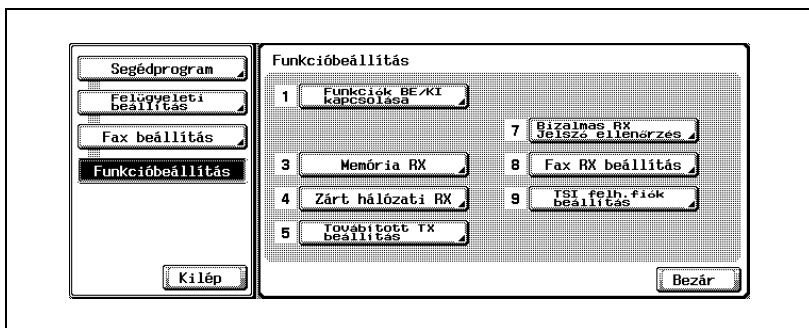 Segédprogram
Felügyeleti
beállítás
Fax beállítás
Funkcióbeállítás
Kilép
Funkcióbeállítás
1 Funkciók BE/KI
kapcsolása
7 Bizalmas RX
Jelszó ellenőrzés
3 Memória RX
8 Fax RX beállítás
4 Zárt hálózati RX
9 TSI felh.fiók
beállítás
5 Továbított TX
beállítás
Bezár